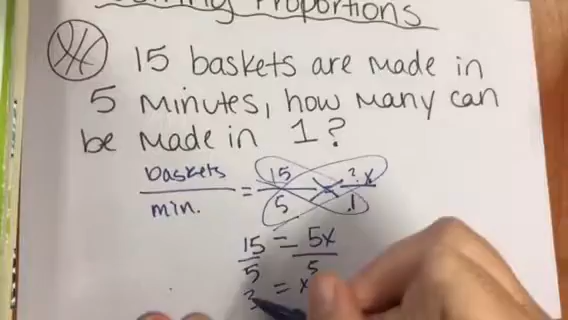 Solving Proportions
15 baskets are made in
5 minutes, how many can
be made in 1?
baskets/min. = 15/5 ? x/1
15/5 = 5x/5
3 = x